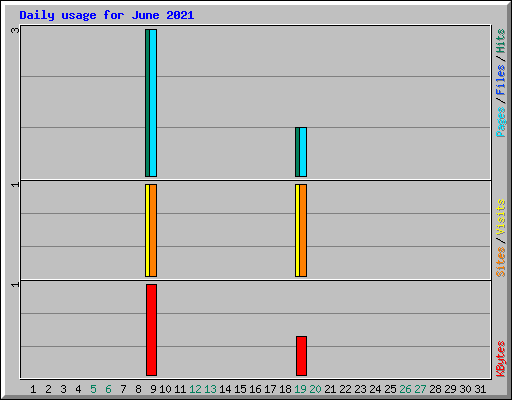 Daily usage for June 2021
3
Pages/Files/Hits
1
Sites/Visits
1
KBytes
1 2 3 4 5 6 7 8 9 10 11 12 13 14 15 16 17 18 19 20 21 22 23 24 25 26 27 28 29 30 31